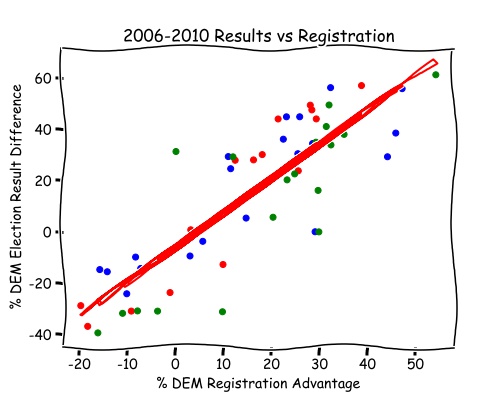 2006-2010 Results vs Registration
% DEM Election Result Difference
60
40
20
0
-20
-40
-20 -10 0 10 20 30 40 50
% DEM Registration Advantage